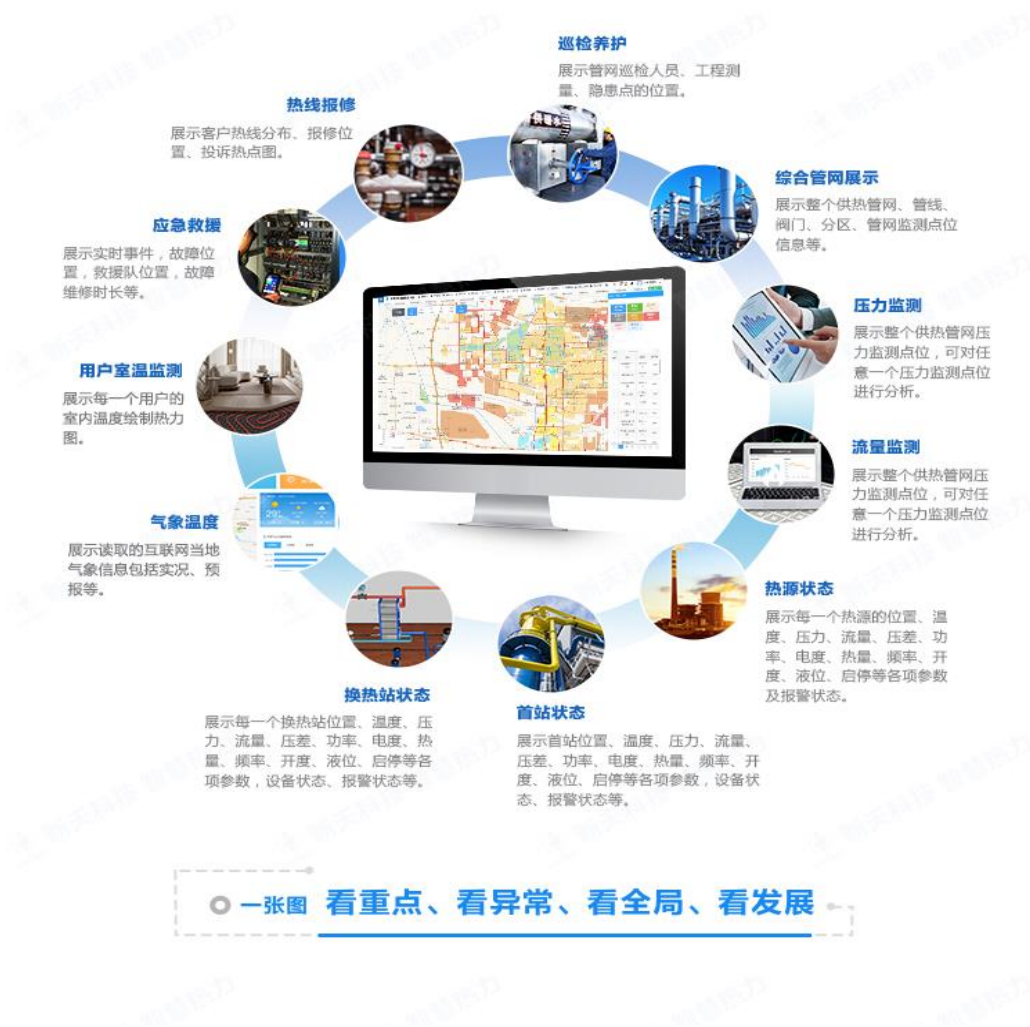 巡检养护
展示管网巡检人员、工程测
量、隐患点的位置。
热线报修
展示客户热线分布、报修位
置、投诉热点图。
综合管网展示
展示整个供热管网、管线、
阀门、分区、管网监测点位
信息等。
应急救援
展示实时事件，故障位
置，救援队位置，故障
维修时长等。
压力监测
展示整个供热管网压
力监测点位，可对任
意一个压力监测点位
进行分析。
用户室温监测
展示每一个用户的
室内温度绘制热力
图。
流量监测
展示整个供热管网压
力监测点位，可对任
意一个压力监测点位
进行分析。
气象温度
展示读取的互联网当地
气象信息包括实况、预
报等。
热源状态
展示每一个热源的位置、温
度、压力、流量、压差、功
率、电度、热量、频率、开
度、液位、启停等各项参数
及报警状态。
换热站状态
展示每一个换热站位置、温度、压
力、流量、压差、功率、电度、热
量、频率、开度、液位、启停等各
项参数，设备状态、报警状态等。
首站状态
展示首站位置、温度、压力、流量、
压差、功率、电度、热量、频率、开
度、液位、启停等各项参数，设备状
态、报警状态等。
一张图 看重点、看异常、看全局、看发展
新天科技 智慧热力